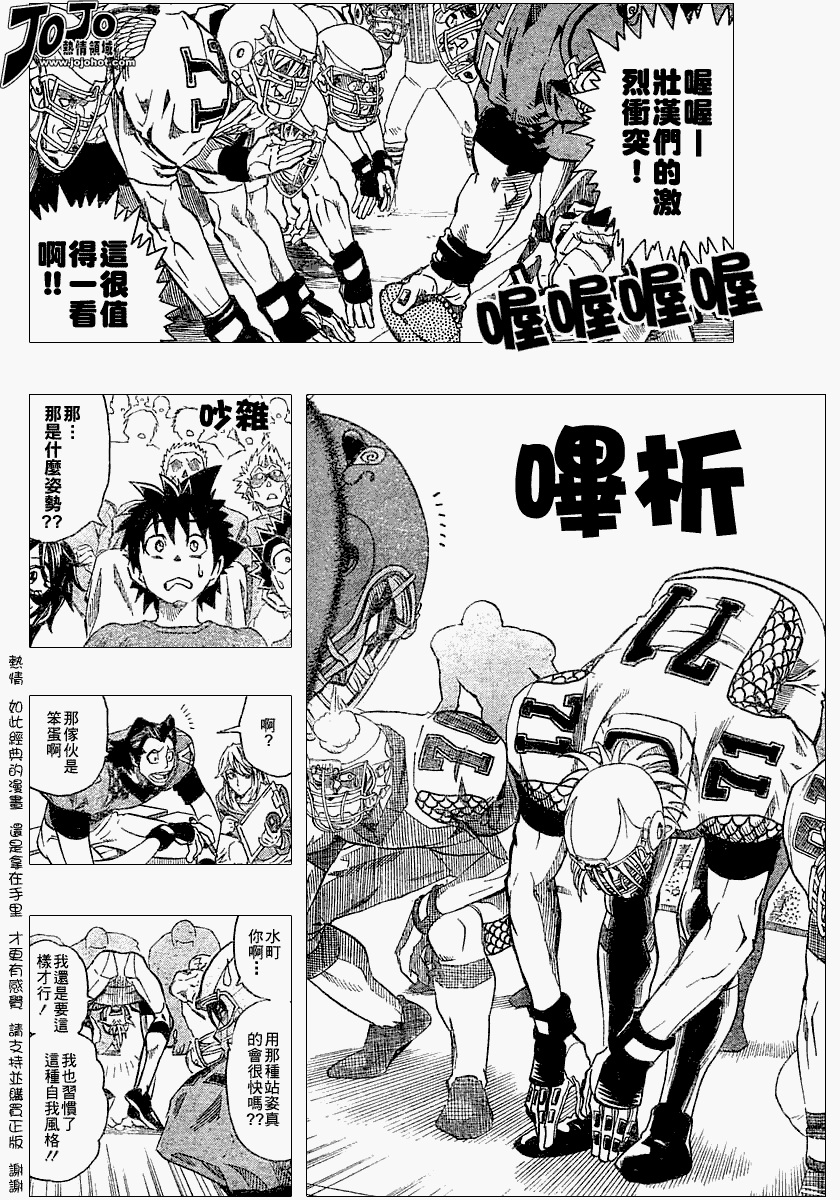 JOJO
熱情領域
www.jojohot.com
喔喔—
壯漢們的激
烈衝突！
這很值
得一看
啊!!
喔喔喔喔
嗶析
71
71
71
71
吵雜
那…
那是什麼姿勢??
啊?
那傢伙是
笨蛋啊
水町
你啊…
用那種站姿真
的會很快嗎??
我還是要這
樣才行!!
我也習慣了
這種自我風格!!
熱情 如此經典的漫畫 還是拿在手里 才更有感覺 請支持並購買正版 謝謝